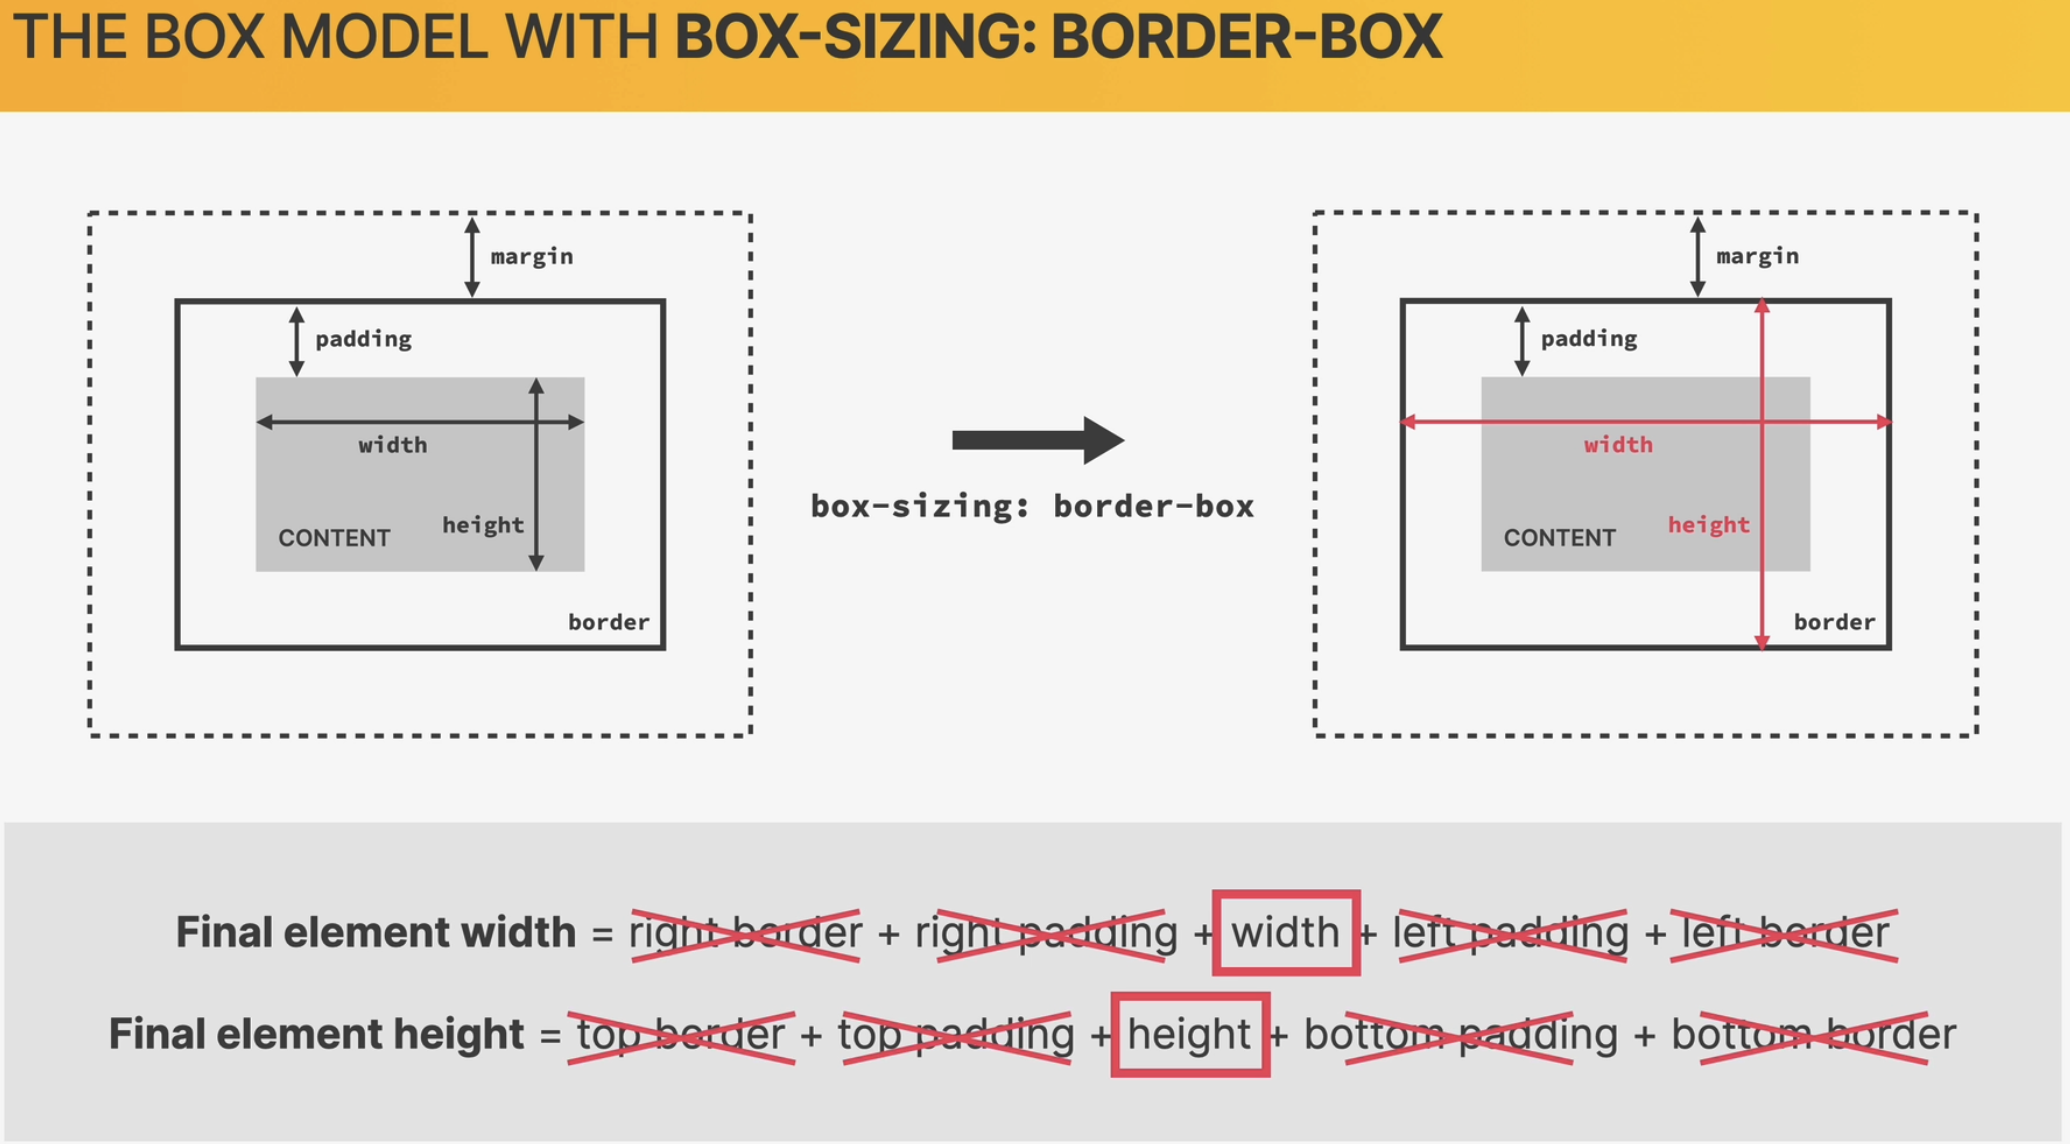 THE BOX MODEL WITH BOX-SIZING: BORDER-BOX
margin
padding
width
height
CONTENT
border
box-sizing: border-box
margin
padding
width
height
CONTENT
border
Final element width = right border + right padding + width + left padding + left border
Final element height = top border + top padding + height + bottom padding + bottom border